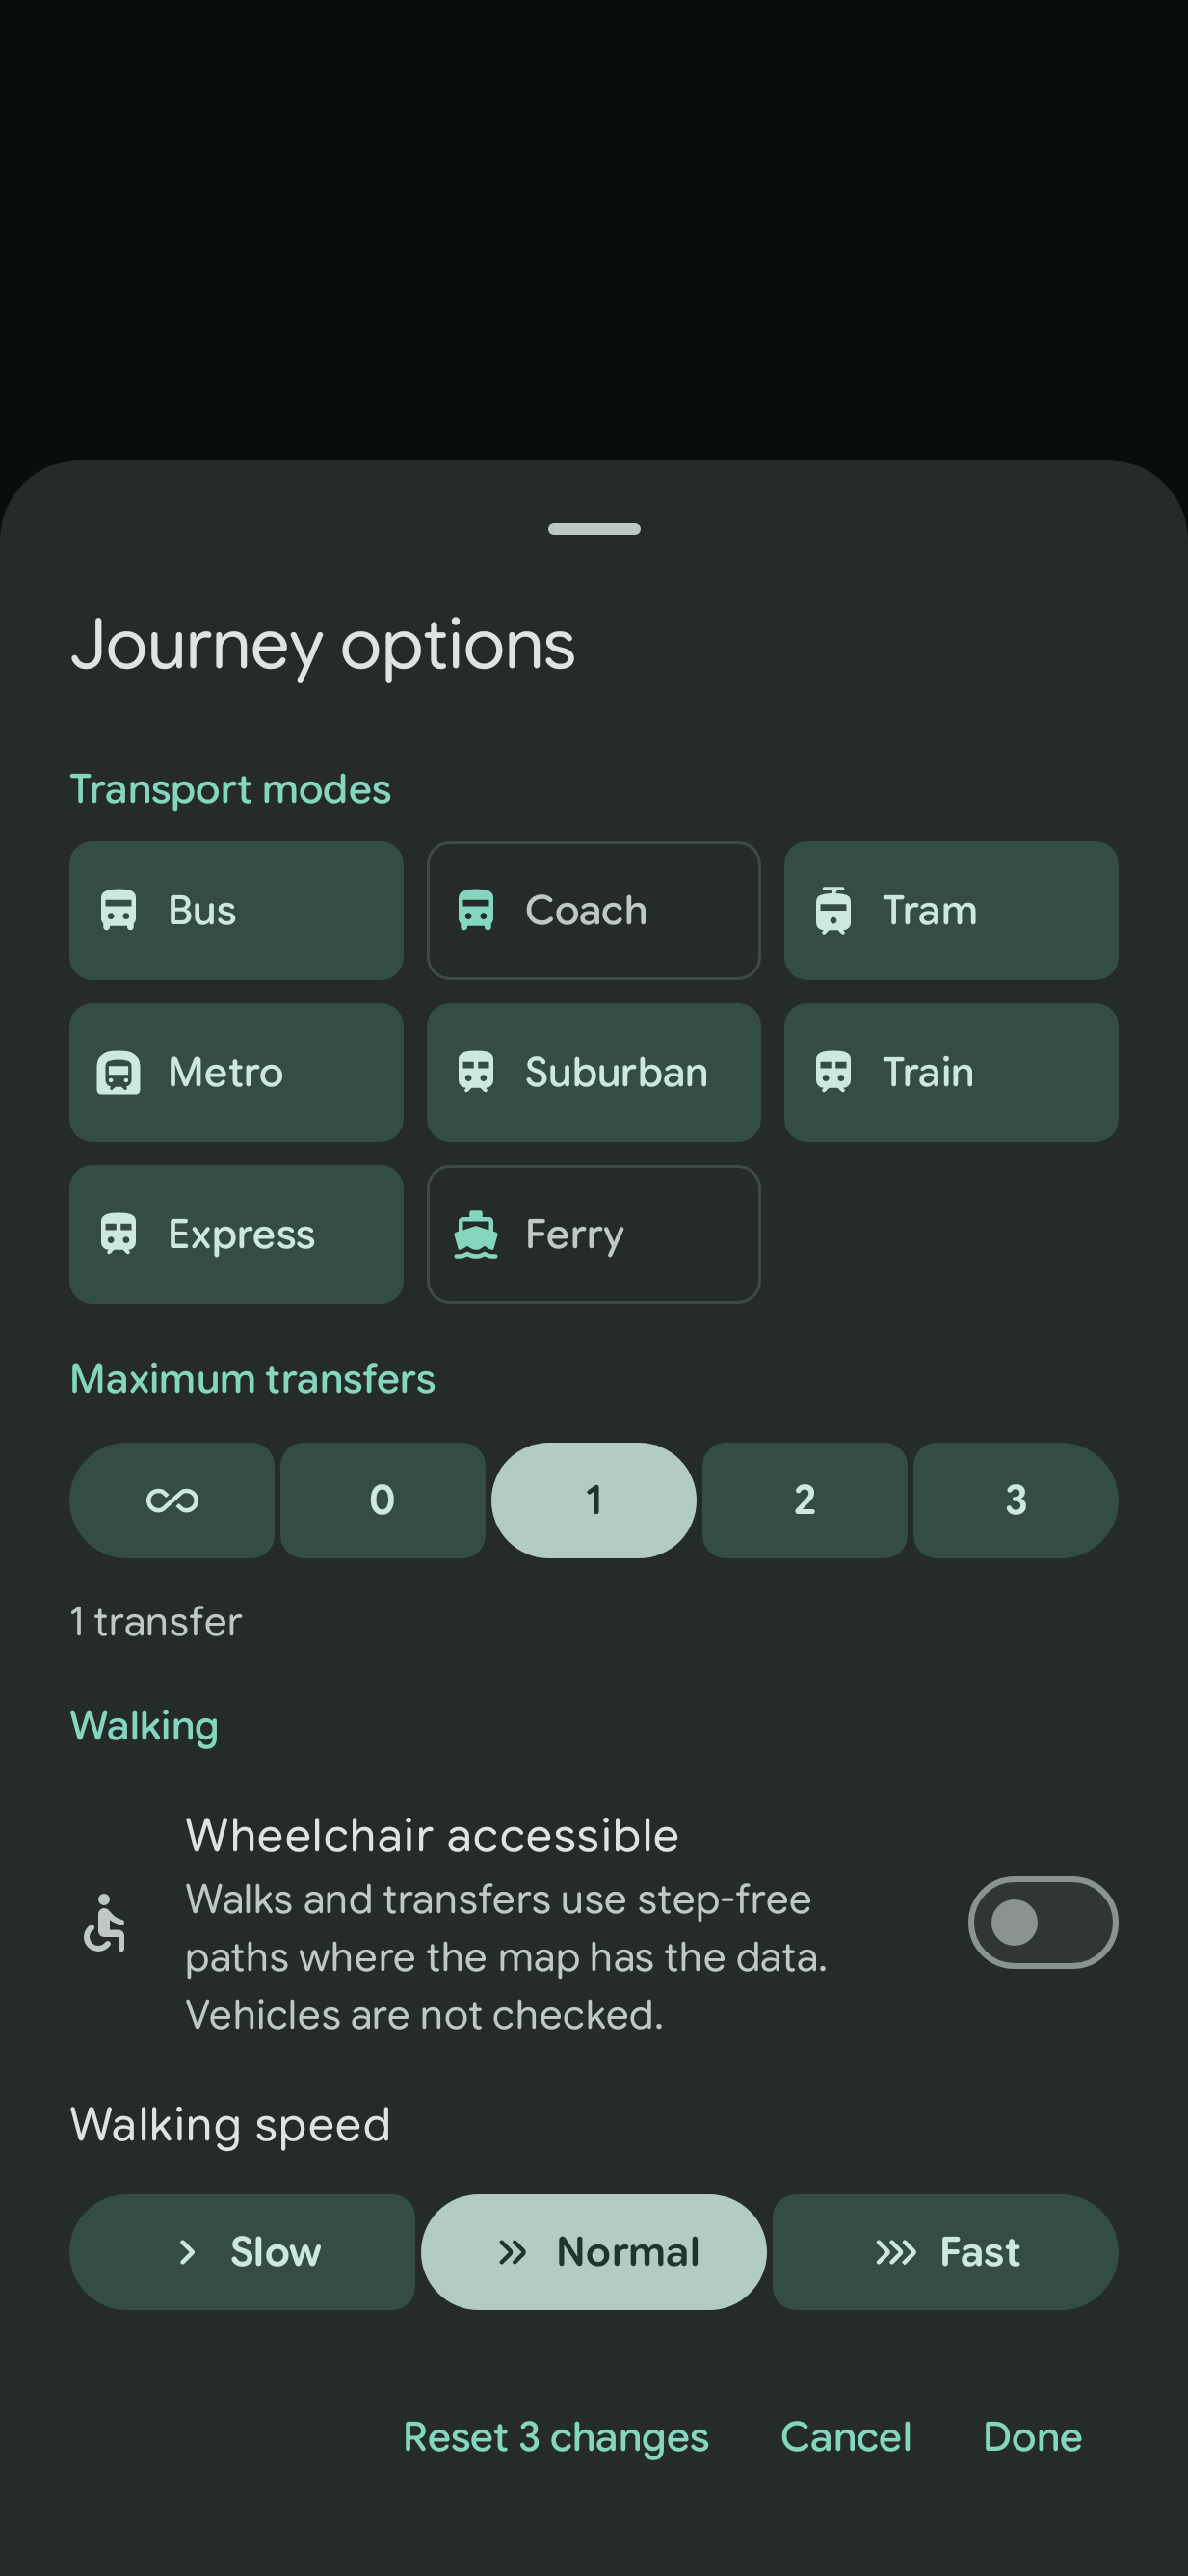 Journey options
Transport modes
Bus
Coach
Tram
Metro
Suburban
Train
Express
Ferry
Maximum transfers
∞
0
1
2
3
1 transfer
Walking
Wheelchair accessible
Walks and transfers use step-free
paths where the map has the data.
Vehicles are not checked.
Walking speed
Slow
Normal
Fast
Reset 3 changes
Cancel
Done